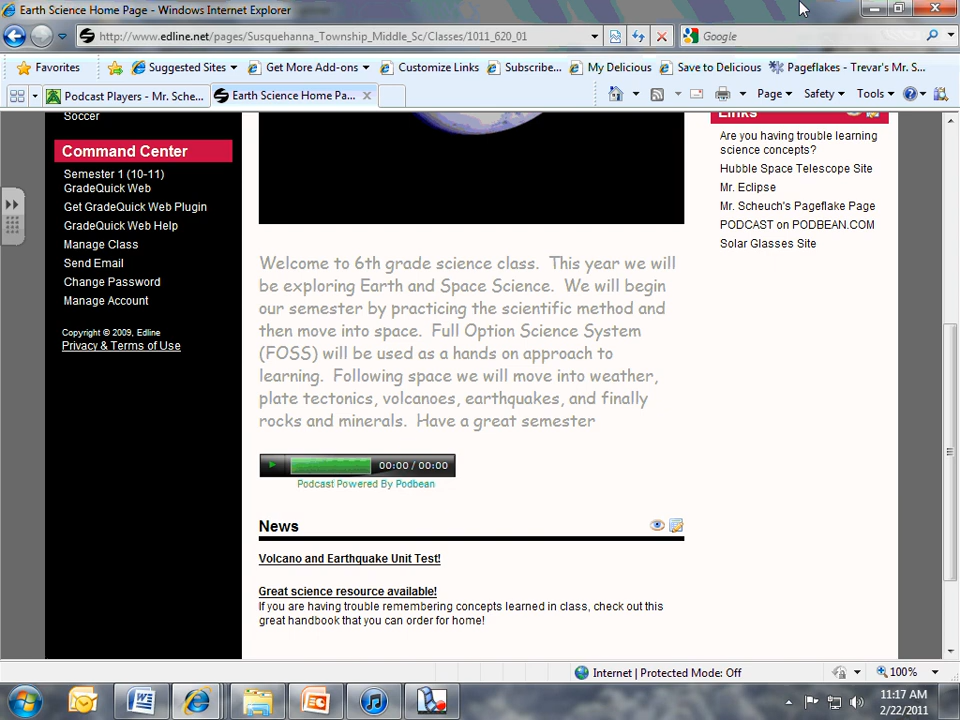 Earth Science Home Page - Windows Internet Explorer
http://www.edline.net/pages/Susquehanna_Township_Middle_Sc/Classes/1011_620_01
Google
Favorites
Suggested Sites
Get More Add-ons
Customize Links
Subscribe...
My Delicious
Save to Delicious
Pageflakes - Trevar's Mr. S...
Podcast Players - Mr. Sche...
Earth Science Home Pa...
Page
Safety
Tools
Soccer
Command Center
Semester 1 (10-11)
GradeQuick Web
Get GradeQuick Web Plugin
GradeQuick Web Help
Manage Class
Send Email
Change Password
Manage Account
Copyright © 2009, Edline
Privacy & Terms of Use
Welcome to 6th grade science class. This year we will
be exploring Earth and Space Science. We will begin
our semester by practicing the scientific method and
then move into space. Full Option Science System
(FOSS) will be used as a hands on approach to
learning. Following space we will move into weather,
plate tectonics, volcanoes, earthquakes, and finally
rocks and minerals. Have a great semester
00:00 / 00:00
Podcast Powered By Podbean
News
Volcano and Earthquake Unit Test!
Great science resource available!
If you are having trouble remembering concepts learned in class, check out this
great handbook that you can order for home!
Links
Are you having trouble learning
science concepts?
Hubble Space Telescope Site
Mr. Eclipse
Mr. Scheuch's Pageflake Page
PODCAST on PODBEAN.COM
Solar Glasses Site
Internet | Protected Mode: Off
100%
11:17 AM
2/22/2011